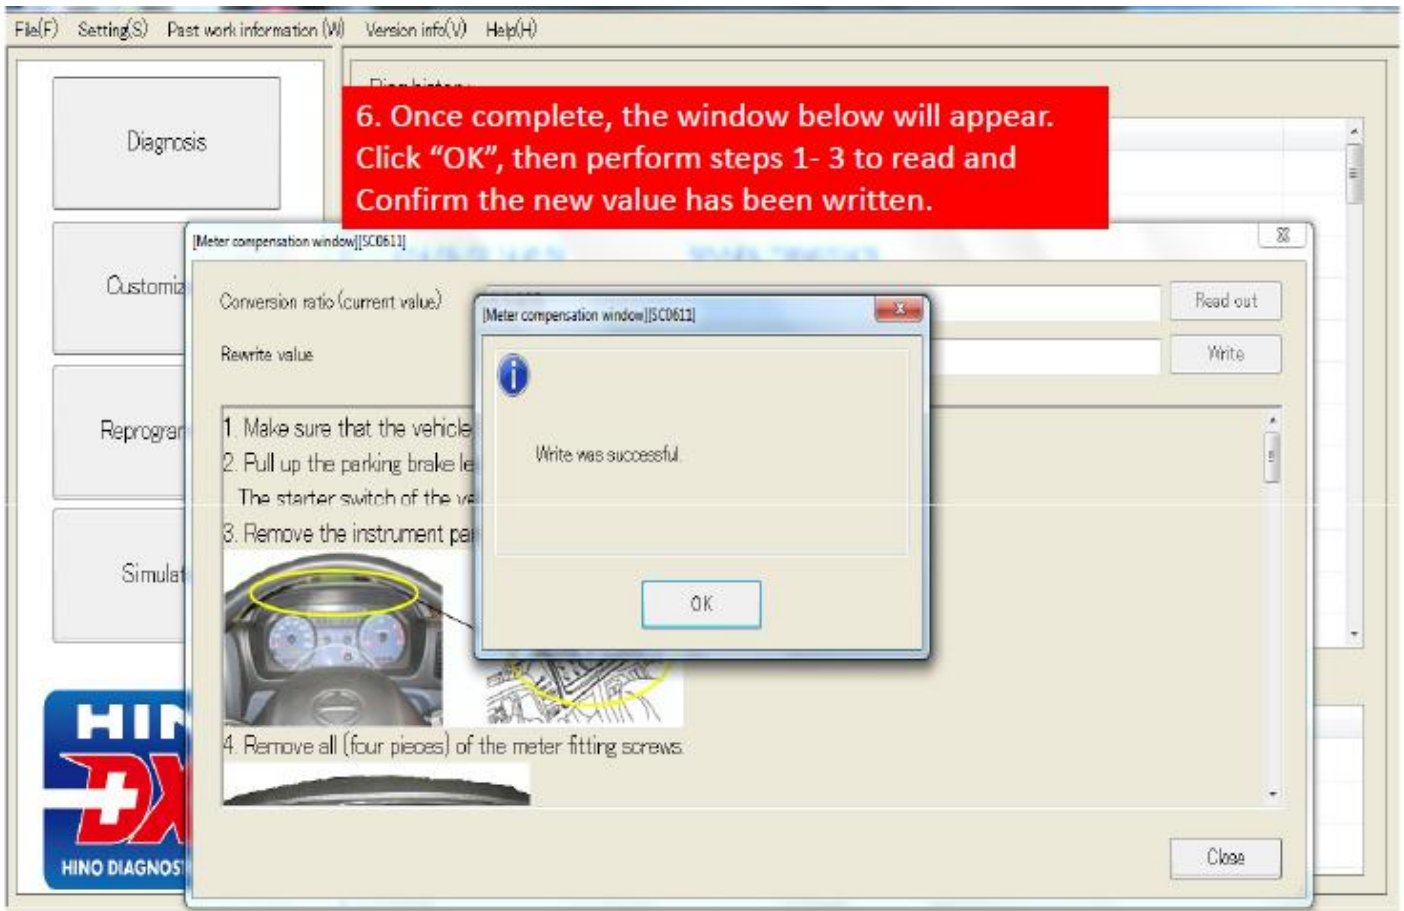 File(F) Setting(S) Past work information (W) Version info(V) Help(H)
6. Once complete, the window below will appear.
Click “OK”, then perform steps 1- 3 to read and
Confirm the new value has been written.
Diagnosis
[Meter compensation window][SC0611]
Customiz
Conversion ratio (current value)
Read out
[Meter compensation window][SC0611]
Rewrite value
Write
Write was successful.
OK
Reprogram
1. Make sure that the vehicle
2. Pull up the parking brake le
The starter switch of the ve
3. Remove the instrument pa
Simulat
4. Remove all (four pieces) of the meter fitting screws.
HIN
DX
HINO DIAGNOS
Close